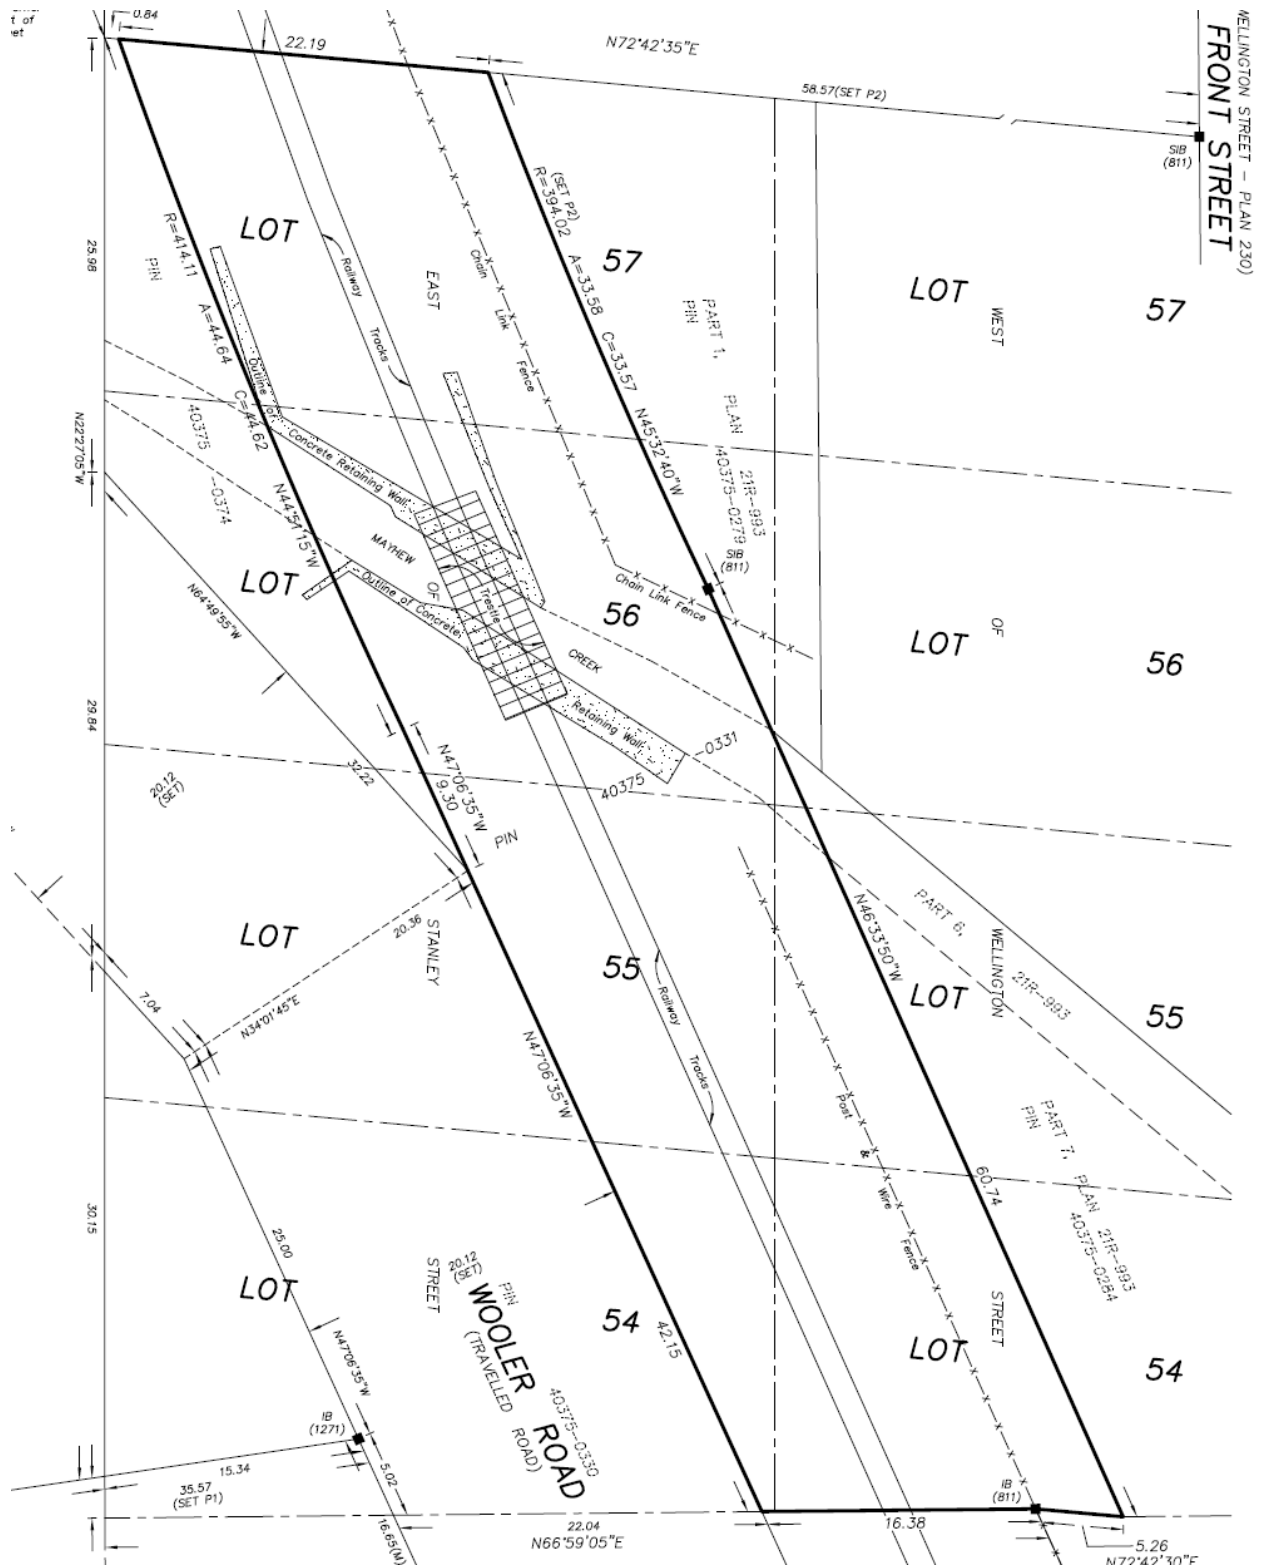 0.84
t of
et
22.19
N72°42'35"E
58.57(SET P2)
WELLINGTON STREET – PLAN 230)
FRONT STREET
SIB
(811)
25.98
LOT
57
LOT
57
R=414.11 A=44.64 C=44.62 N44°51'15"W
(SET P2)
R=394.02 A=33.58 C=33.57 N45°32'40"W
PIN
40375
-0374
Railway
Tracks
EAST
Chain Link Fence
PART 1, PLAN 21R-993
PIN 40375-0279
WEST
Outline of Concrete Retaining Wall
N22°27'05"W
MAYHEW
SIB
(811)
Chain Link Fence
LOT
OF
56
LOT
OF
56
Outline of Concrete
Trestle
CREEK
N64°49'55"W
Retaining Wall
-0331
29.84
32.22
N47°06'35"W
9.30
40375
20.12
(SET)
PIN
LOT
STANLEY
20.36
55
N46°33'50"W
PART 6,
21R-993
WELLINGTON
LOT
55
7.04
N34°01'45"E
Railway
Tracks
N47°06'35"W
Post & Wire Fence
PART 7, PLAN 21R-993
PIN 40375-0284
60.74
30.15
25.00
LOT
STREET
20.12
(SET)
PIN
40375-0330
WOOLER ROAD
(TRAVELLED ROAD)
54
42.15
STREET
LOT
54
N47°06'35"W
IB
(1271)
15.34
35.57
(SET P1)
5.02
16.65(M)
22.04
N66°59'05"E
IB
(811)
16.38
5.26
N72°42'30"E